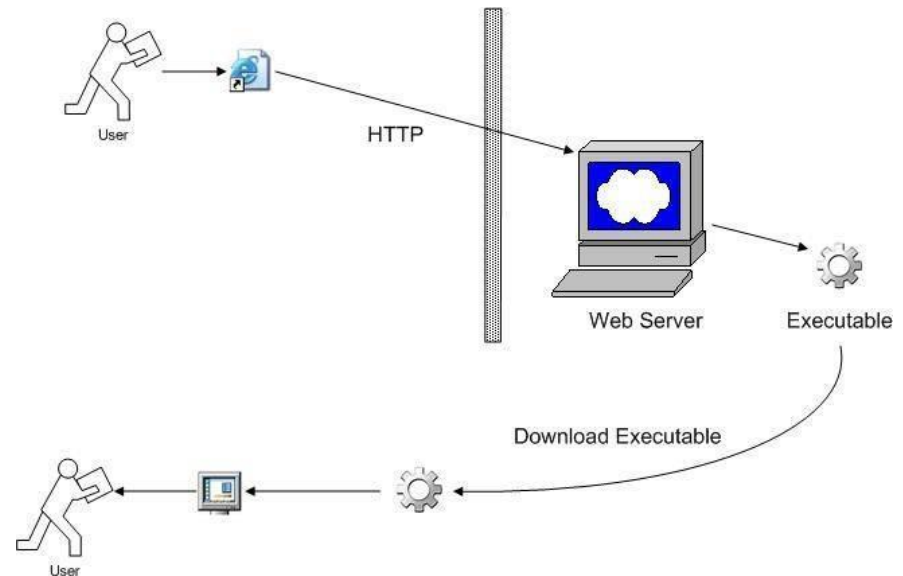 User
HTTP
Web Server
Executable
Download Executable
User